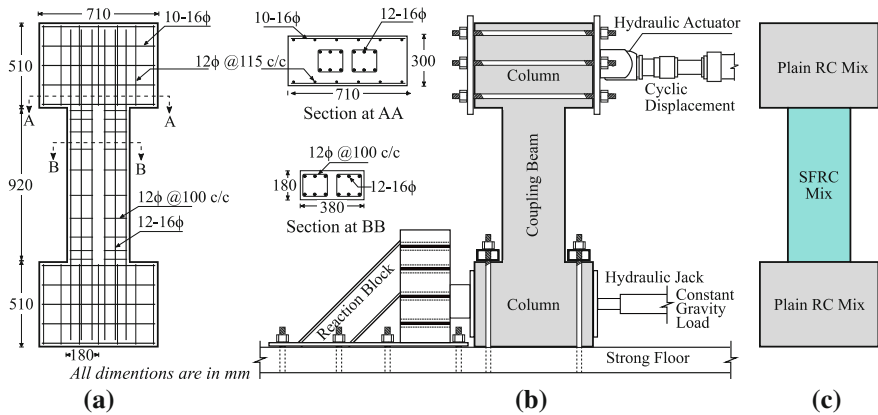 710
10-16ϕ
510
12ϕ @115 c/c
A
A
B
B
920
12ϕ @100 c/c
12-16ϕ
510
180
All dimentions are in mm
(a)
10-16ϕ
12-16ϕ
300
710
Section at AA
12ϕ @100 c/c
180
12-16ϕ
380
Section at BB
Hydraulic Actuator
Column
Cyclic
Displacement
Coupling Beam
Reaction Block
Column
Hydraulic Jack
Constant
Gravity
Load
Strong Floor
(b)
Plain RC Mix
SFRC
Mix
Plain RC Mix
(c)